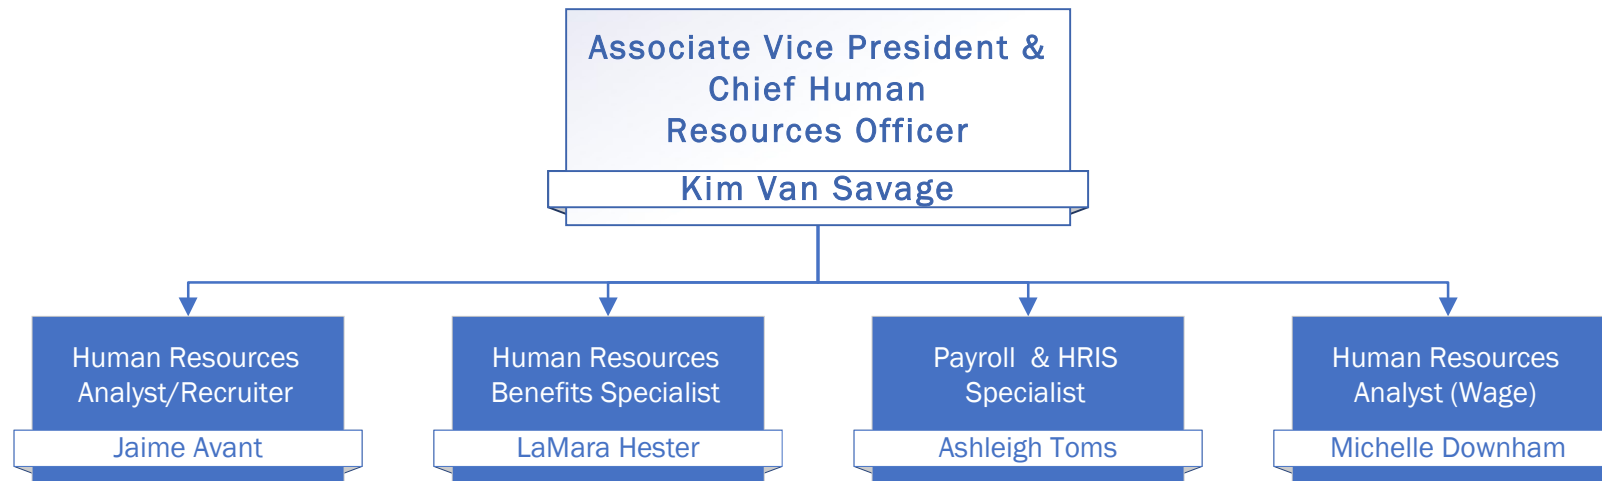 Associate Vice President &
Chief Human
Resources Officer
Kim Van Savage
Human Resources
Analyst/Recruiter
Jaime Avant
Human Resources
Benefits Specialist
LaMara Hester
Payroll & HRIS
Specialist
Ashleigh Toms
Human Resources
Analyst (Wage)
Michelle Downham